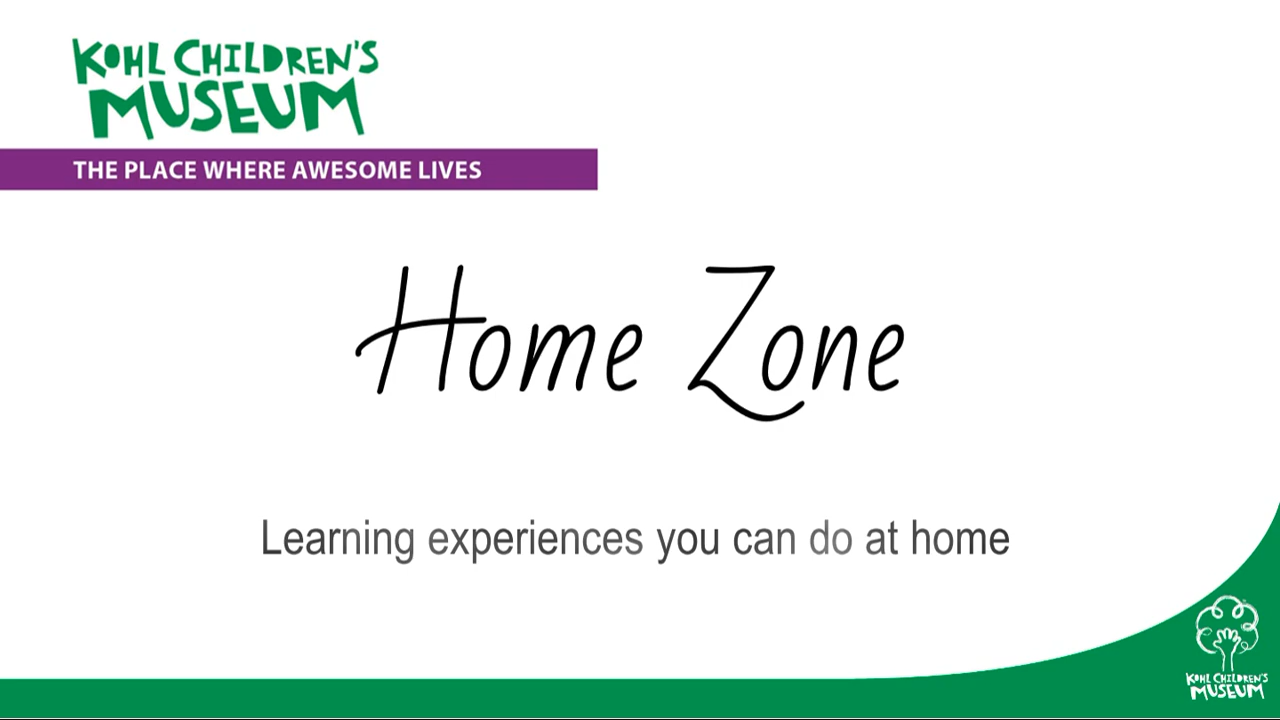 KOHL CHILDREN'S
MUSEUM
THE PLACE WHERE AWESOME LIVES
Home Zone
Learning experiences you can do at home
KOHL CHILDREN'S
MUSEUM